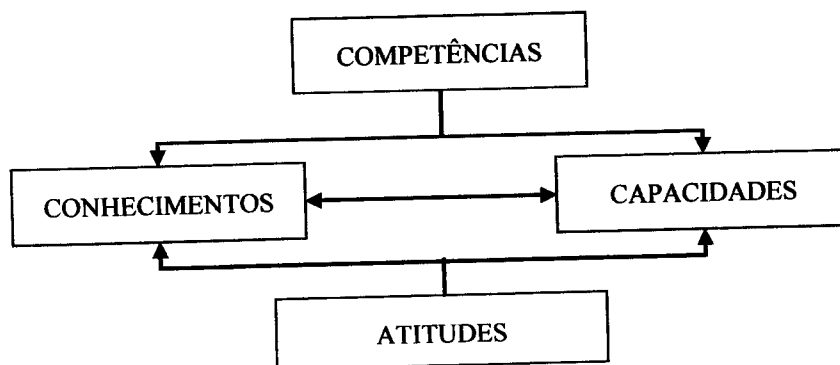 COMPETÊNCIAS
CONHECIMENTOS
CAPACIDADES
ATITUDES